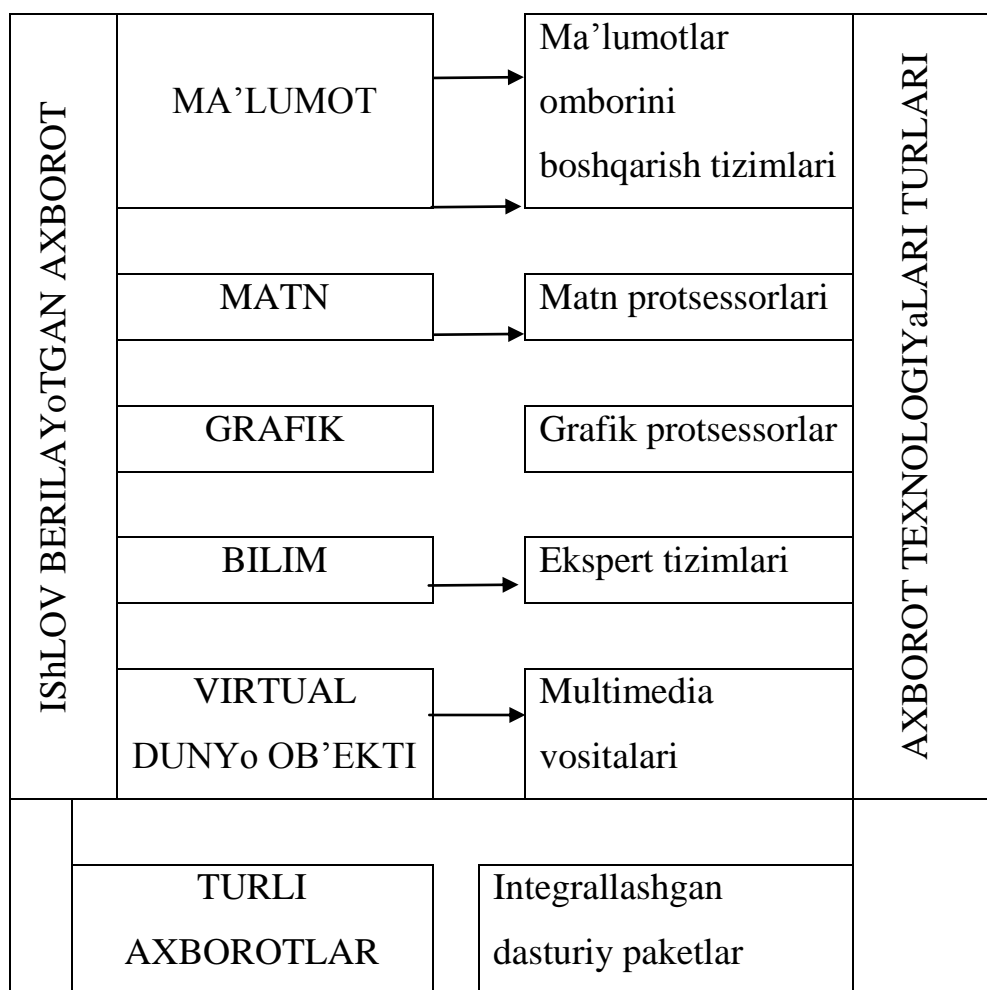 IShLOV BERILAYoTGAN AXBOROT
MA’LUMOT
Ma’lumotlar
omborini
boshqarish tizimlari
MATN
Matn protsessorlari
GRAFIK
Grafik protsessorlar
BILIM
Ekspert tizimlari
VIRTUAL
DUNYo OB’EKTI
Multimedia
vositalari
AXBOROT TEXNOLOGIYaLARI TURLARI
TURLI
AXBOROTLAR
Integrallashgan
dasturiy paketlar